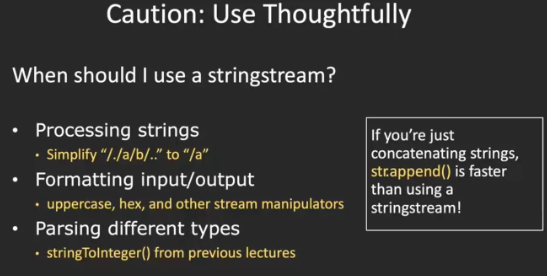 Caution: Use Thoughtfully
When should I use a stringstream?
• Processing strings
• Simplify “/./a/b/..” to “/a”
• Formatting input/output
• uppercase, hex, and other stream manipulators
• Parsing different types
• stringToInteger() from previous lectures
If you’re just
concatenating strings,
str.append() is faster
than using a
stringstream!